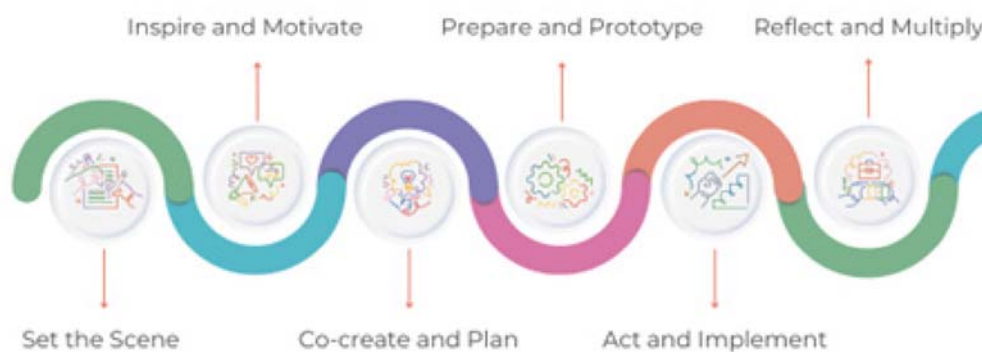 Inspire and Motivate
Prepare and Prototype
Reflect and Multiply
Set the Scene
Co-create and Plan
Act and Implement